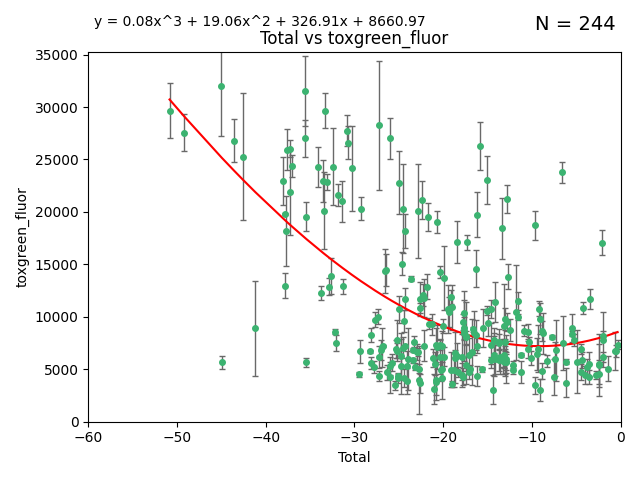 y = 0.08x^3 + 19.06x^2 + 326.91x + 8660.97
N = 244
Total vs toxgreen_fluor
35000
30000
25000
20000
15000
10000
5000
0
toxgreen_fluor
−60 −50 −40 −30 −20 −10 0
Total